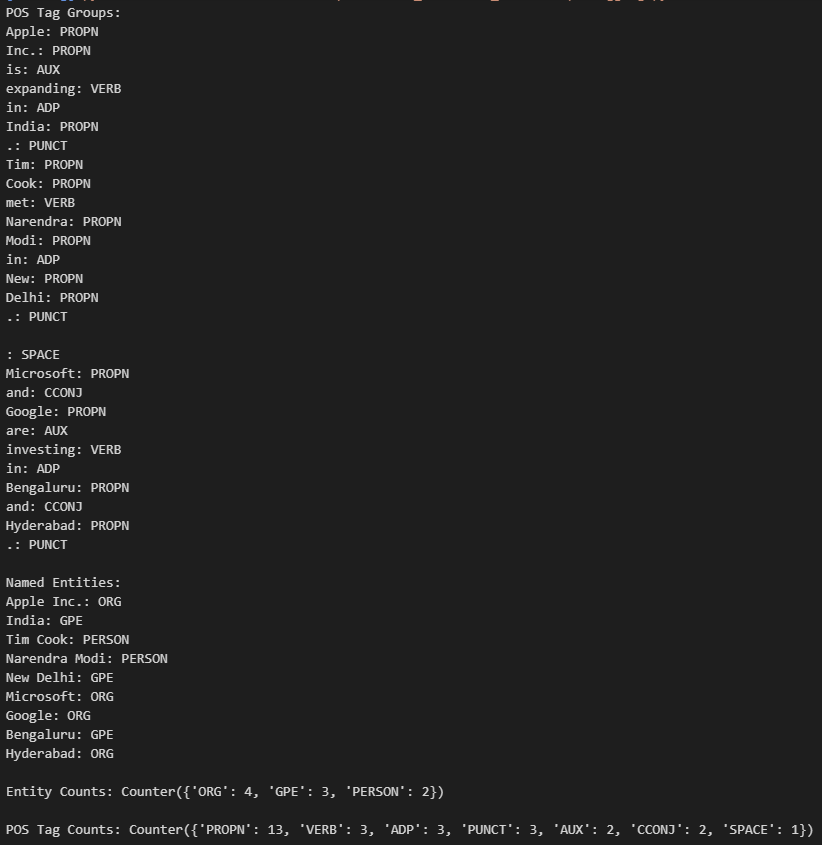 POS Tag Groups:
Apple: PROPN
Inc.: PROPN
is: AUX
expanding: VERB
in: ADP
India: PROPN
.: PUNCT
Tim: PROPN
Cook: PROPN
met: VERB
Narendra: PROPN
Modi: PROPN
in: ADP
New: PROPN
Delhi: PROPN
.: PUNCT

: SPACE
Microsoft: PROPN
and: CCONJ
Google: PROPN
are: AUX
investing: VERB
in: ADP
Bengaluru: PROPN
and: CCONJ
Hyderabad: PROPN
.: PUNCT

Named Entities:
Apple Inc.: ORG
India: GPE
Tim Cook: PERSON
Narendra Modi: PERSON
New Delhi: GPE
Microsoft: ORG
Google: ORG
Bengaluru: GPE
Hyderabad: ORG

Entity Counts: Counter({'ORG': 4, 'GPE': 3, 'PERSON': 2})

POS Tag Counts: Counter({'PROPN': 13, 'VERB': 3, 'ADP': 3, 'PUNCT': 3, 'AUX': 2, 'CCONJ': 2, 'SPACE': 1})